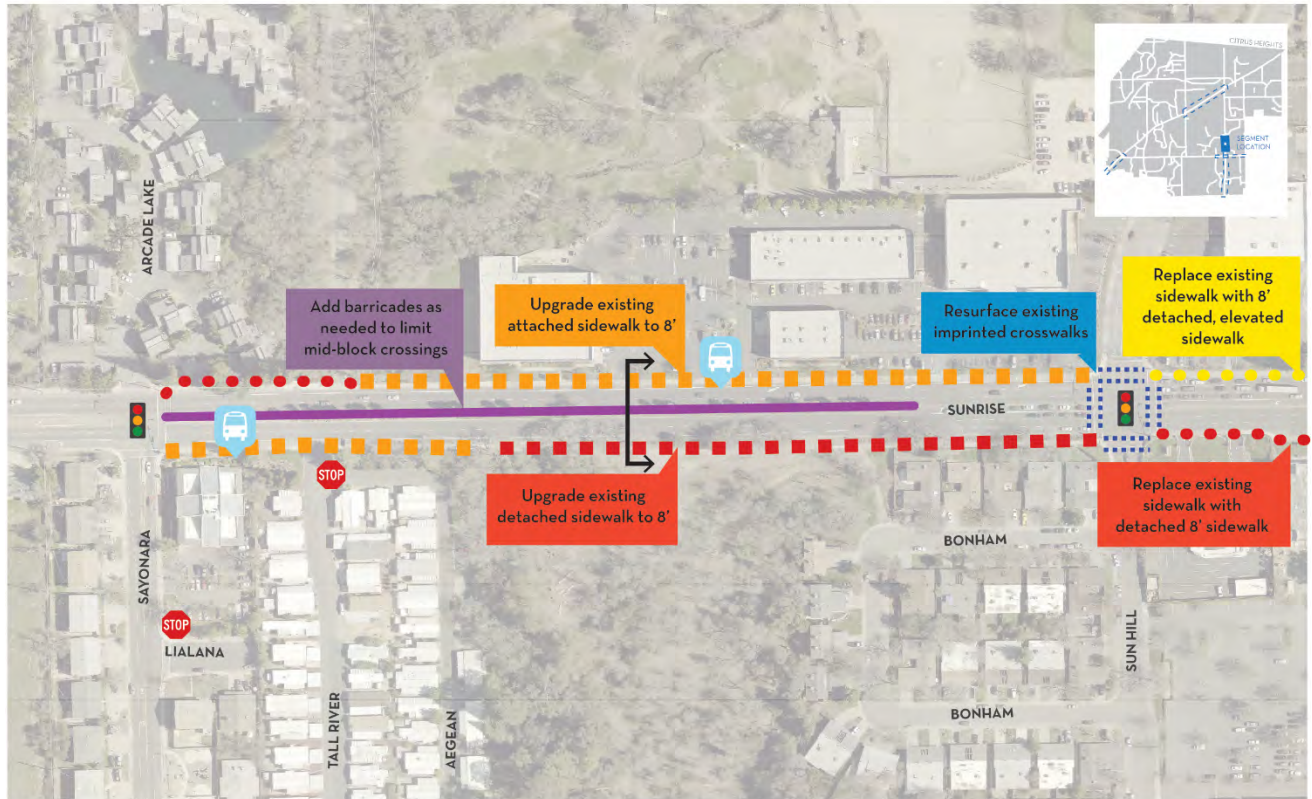 CITRUS HEIGHTS
SEGMENT
LOCATION
ARCADE LAKE
Add barricades as
needed to limit
mid-block crossings
Upgrade existing
attached sidewalk to 8’
Resurface existing
imprinted crosswalks
Replace existing
sidewalk with 8’
detached, elevated
sidewalk
SUNRISE
STOP
Upgrade existing
detached sidewalk to 8’
Replace existing
sidewalk with
detached 8’ sidewalk
BONHAM
SAYONARA
STOP
LIALANA
TALL RIVER
AEGEAN
SUN HILL
BONHAM